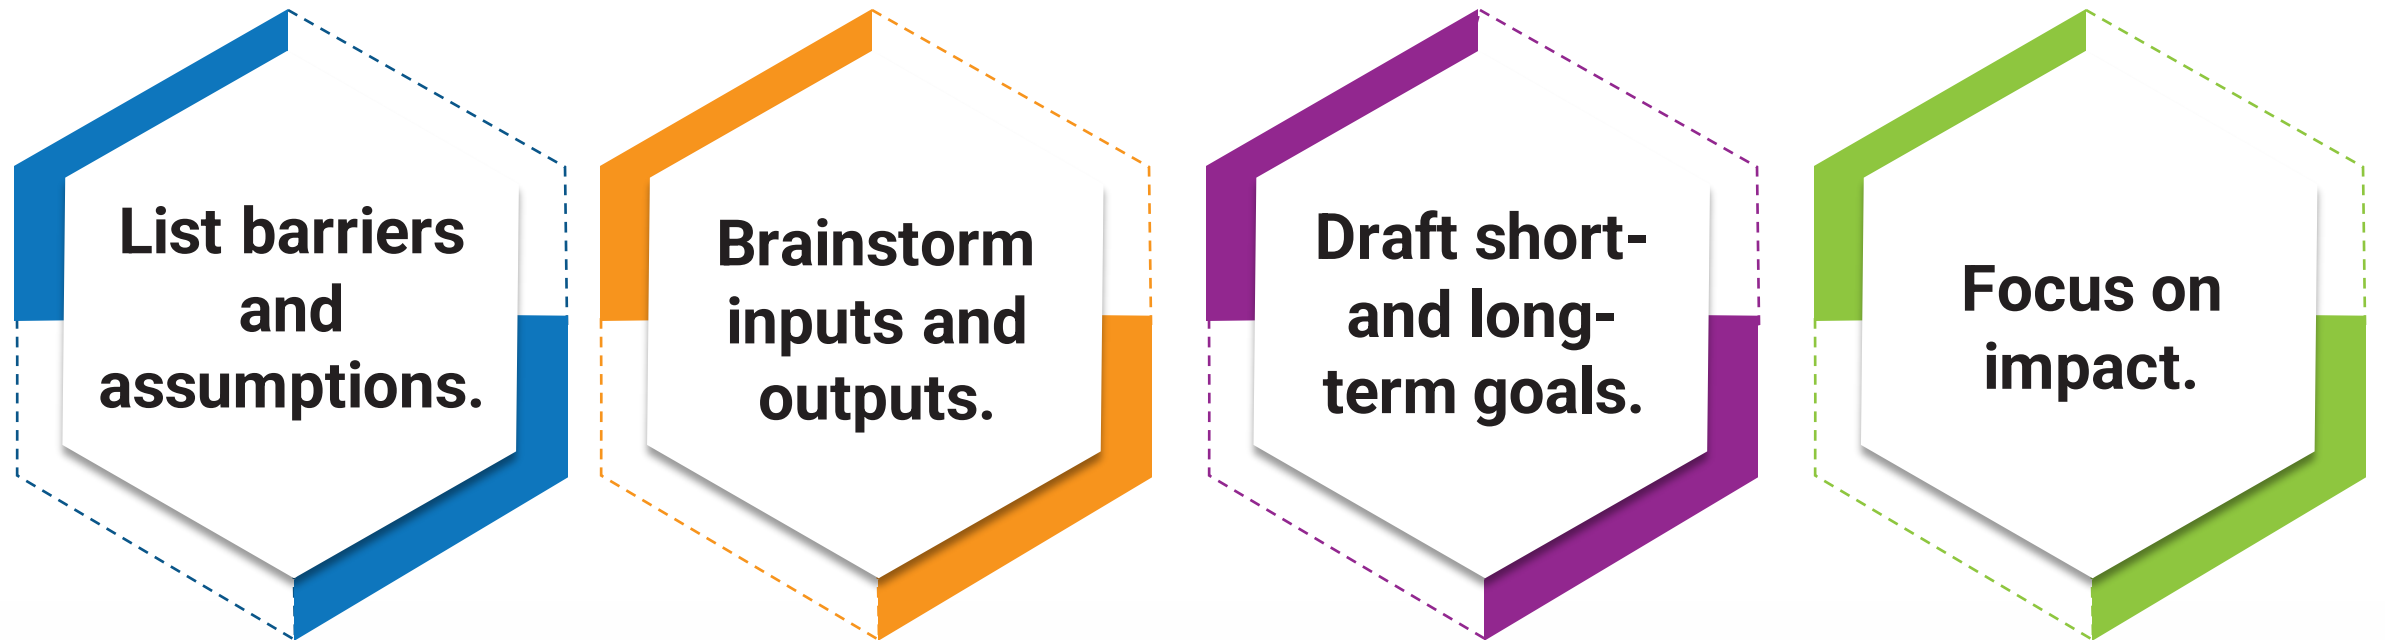 List barriers
and
assumptions.
Brainstorm
inputs and
outputs.
Draft short-
and long-
term goals.
Focus on
impact.